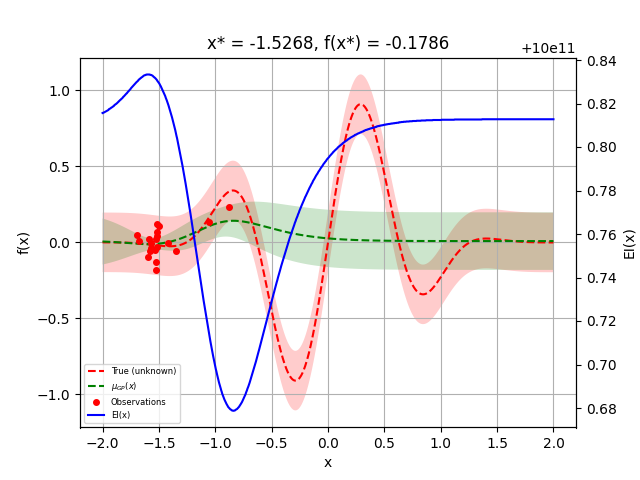 x* = -1.5268, f(x*) = -0.1786
+10e11
1.0
0.5
0.0
−0.5
−1.0
f(x)
0.84
0.82
0.80
0.78
0.76
0.74
0.72
0.70
0.68
EI(x)
True (unknown)
μGP(x)
Observations
EI(x)
−2.0 −1.5 −1.0 −0.5 0.0 0.5 1.0 1.5 2.0
x